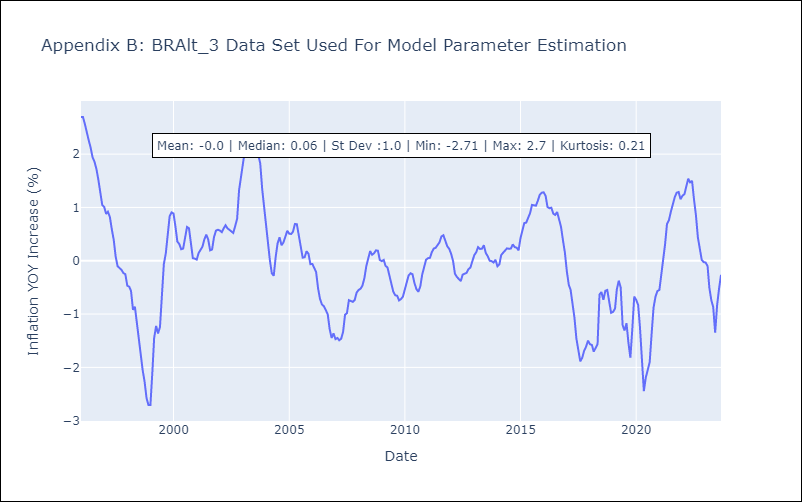 Appendix B: BRAlt_3 Data Set Used For Model Parameter Estimation
Mean: -0.0 | Median: 0.06 | St Dev :1.0 | Min: -2.71 | Max: 2.7 | Kurtosis: 0.21
Inflation YOY Increase (%)
2
1
0
−1
−2
−3
2000 2005 2010 2015 2020
Date